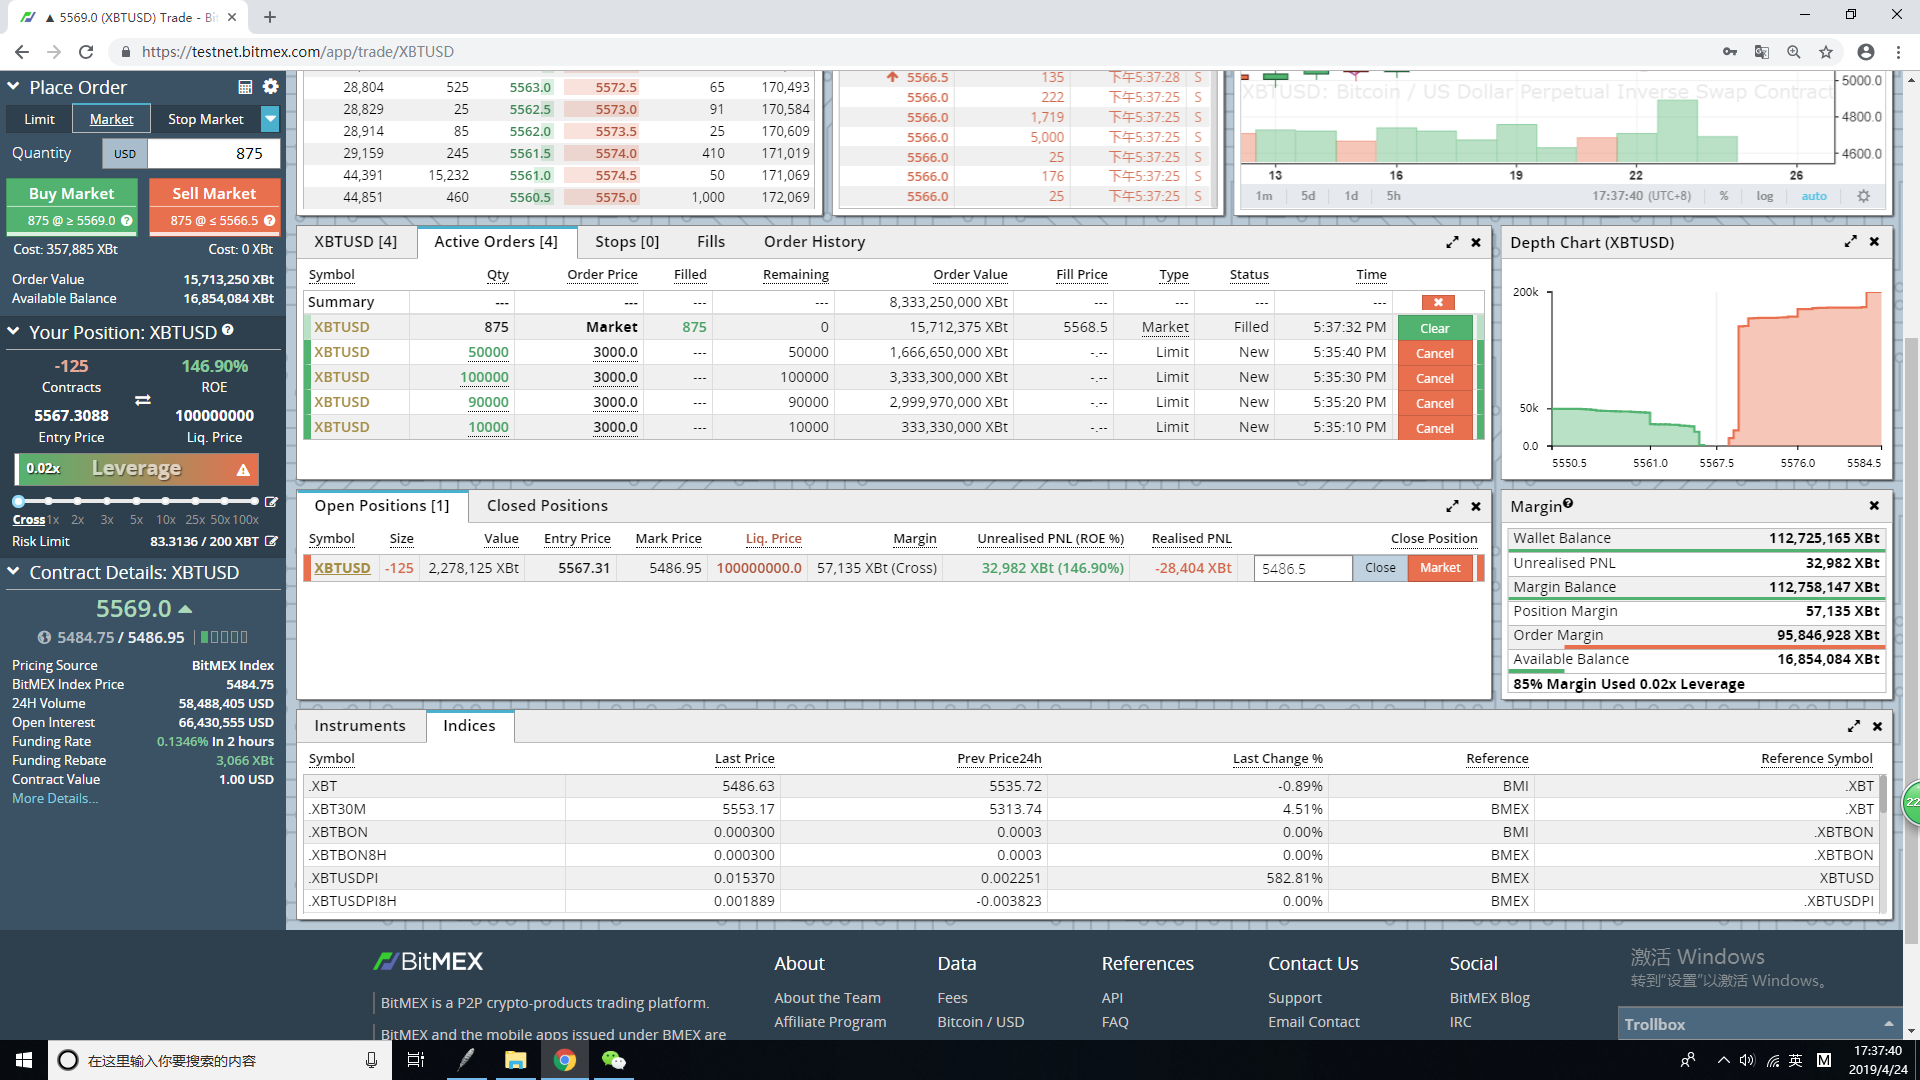 ▲ 5569.0 (XBTUSD) Trade - Bi
https://testnet.bitmex.com/app/trade/XBTUSD
Place Order
Limit Market Stop Market
Quantity USD 875
Buy Market Sell Market
875 @ ≥ 5569.0 875 @ ≤ 5566.5
Cost: 357,885 XBt Cost: 0 XBt
Order Value 15,713,250 XBt
Available Balance 16,854,084 XBt
Your Position: XBTUSD
-125 146.90%
Contracts ROE
5567.3088 100000000
Entry Price Liq. Price
0.02x Leverage
Cross 1x 2x 3x 5x 10x 25x 50x 100x
Risk Limit 83.3136 / 200 XBT
Contract Details: XBTUSD
5569.0
5484.75 / 5486.95
Pricing Source BitMEX Index
BitMEX Index Price 5484.75
24H Volume 58,488,405 USD
Open Interest 66,430,555 USD
Funding Rate 0.1346% In 2 hours
Funding Rebate 3,066 XBt
Contract Value 1.00 USD
More Details...
28,804 525 5563.0 5572.5 65 170,493
28,829 25 5562.5 5573.0 91 170,584
28,914 85 5562.0 5573.5 25 170,609
29,159 245 5561.5 5574.0 410 171,019
44,391 15,232 5561.0 5574.5 50 171,069
44,851 460 5560.5 5575.0 1,000 172,069
5566.5 135 下午5:37:28 S
5566.0 222 下午5:37:25 S
5566.0 1,719 下午5:37:25 S
5566.0 5,000 下午5:37:25 S
5566.0 25 下午5:37:25 S
5566.0 176 下午5:37:25 S
5566.0 25 下午5:37:25 S
XBTUSD: Bitcoin / US Dollar Perpetual Inverse Swap Contract
5000.0
4800.0
4600.0
13 16 19 22 26
1m 5d 1d 5h 17:37:40 (UTC+8) % log auto
XBTUSD [4] Active Orders [4] Stops [0] Fills Order History
Symbol Qty Order Price Filled Remaining Order Value Fill Price Type Status Time
Summary --- --- --- --- 8,333,250,000 XBt --- --- --- ---
XBTUSD 875 Market 875 0 15,712,375 XBt 5568.5 Market Filled 5:37:32 PM Clear
XBTUSD 50000 3000.0 --- 50000 1,666,650,000 XBt -.-- Limit New 5:35:40 PM Cancel
XBTUSD 100000 3000.0 --- 100000 3,333,300,000 XBt -.-- Limit New 5:35:30 PM Cancel
XBTUSD 90000 3000.0 --- 90000 2,999,970,000 XBt -.-- Limit New 5:35:20 PM Cancel
XBTUSD 10000 3000.0 --- 10000 333,330,000 XBt -.-- Limit New 5:35:10 PM Cancel
Depth Chart (XBTUSD)
200k
50k
0.0
5550.5 5561.0 5567.5 5576.0 5584.5
Open Positions [1] Closed Positions
Symbol Size Value Entry Price Mark Price Liq. Price Margin Unrealised PNL (ROE %) Realised PNL Close Position
XBTUSD -125 2,278,125 XBt 5567.31 5486.95 100000000.0 57,135 XBt (Cross) 32,982 XBt (146.90%) -28,404 XBt 5486.5 Close Market
Margin
Wallet Balance 112,725,165 XBt
Unrealised PNL 32,982 XBt
Margin Balance 112,758,147 XBt
Position Margin 57,135 XBt
Order Margin 95,846,928 XBt
Available Balance 16,854,084 XBt
85% Margin Used 0.02x Leverage
Instruments Indices
Symbol Last Price Prev Price24h Last Change % Reference Reference Symbol
.XBT 5486.63 5535.72 -0.89% BMI .XBT
.XBT30M 5553.17 5313.74 4.51% BMEX .XBT
.XBTBON 0.000300 0.0003 0.00% BMI .XBTBON
.XBTBON8H 0.000300 0.0003 0.00% BMEX .XBTBON
.XBTUSDPI 0.015370 0.002251 582.81% BMEX XBTUSD
.XBTUSDPI8H 0.001889 -0.003823 0.00% BMEX .XBTUSDPI
22
BitMEX
BitMEX is a P2P crypto-products trading platform.
BitMEX and the mobile apps issued under BMEX are
About
About the Team
Affiliate Program
Data
Fees
Bitcoin / USD
References
API
FAQ
Contact Us
Support
Email Contact
Social
BitMEX Blog
IRC
激活 Windows
转到“设置”以激活 Windows。
Trollbox
在这里输入你要搜索的内容
英 M
17:37:40
2019/4/24